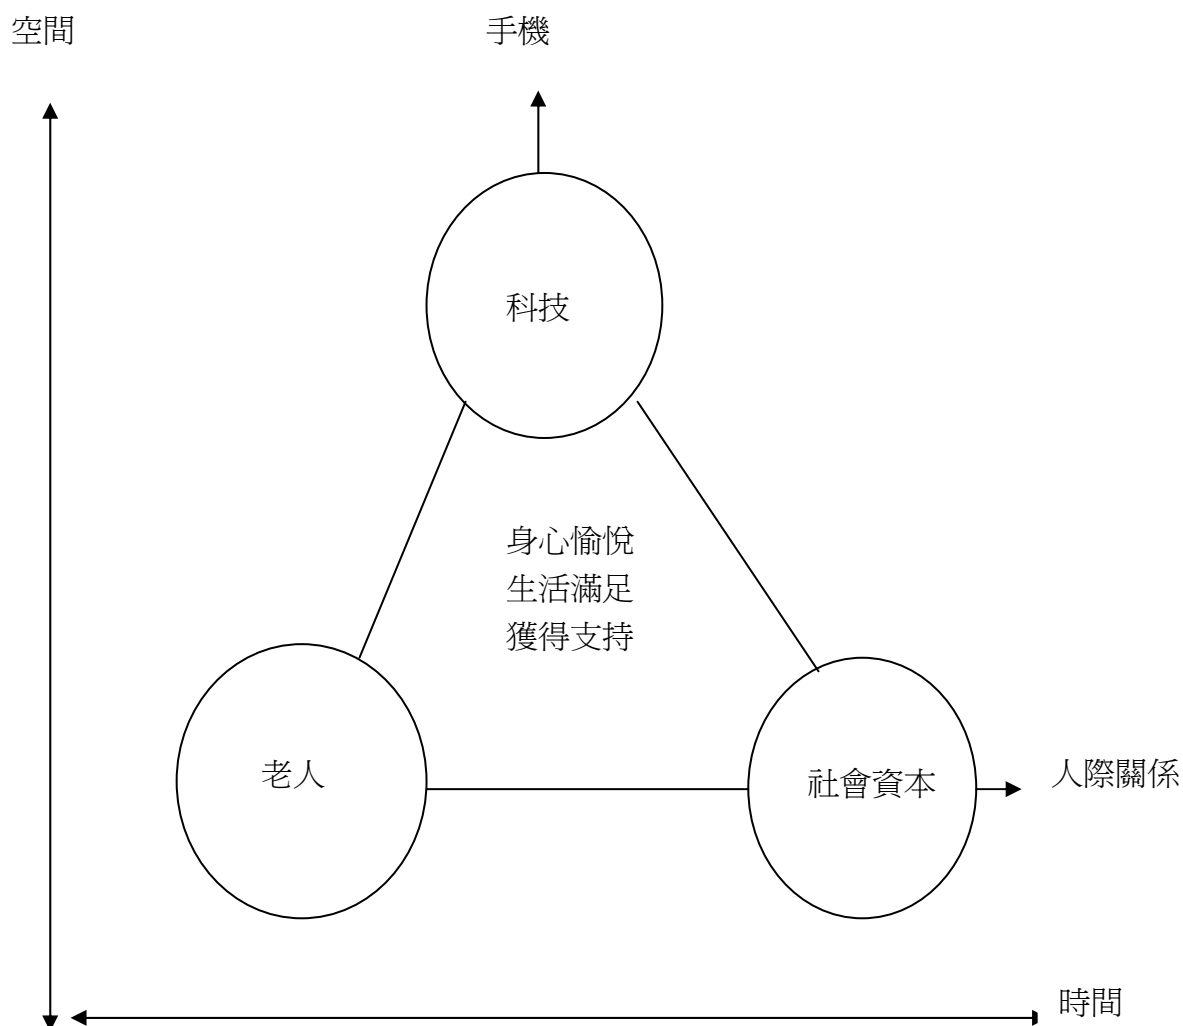 空間
手機
科技
身心愉悅
生活滿足
獲得支持
老人
社會資本
人際關係
時間